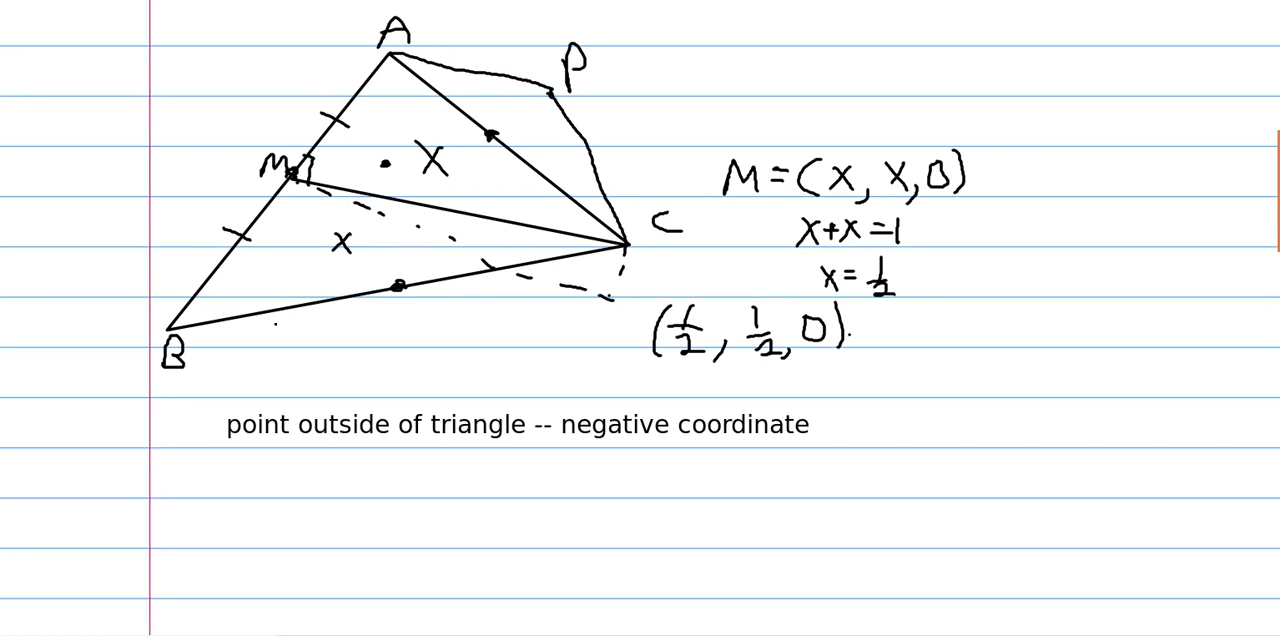 A
P
M
X
C
M = (X, X, 0)
X
X + X = 1
X = 1/2
(1/2, 1/2, 0).
B
point outside of triangle -- negative coordinate